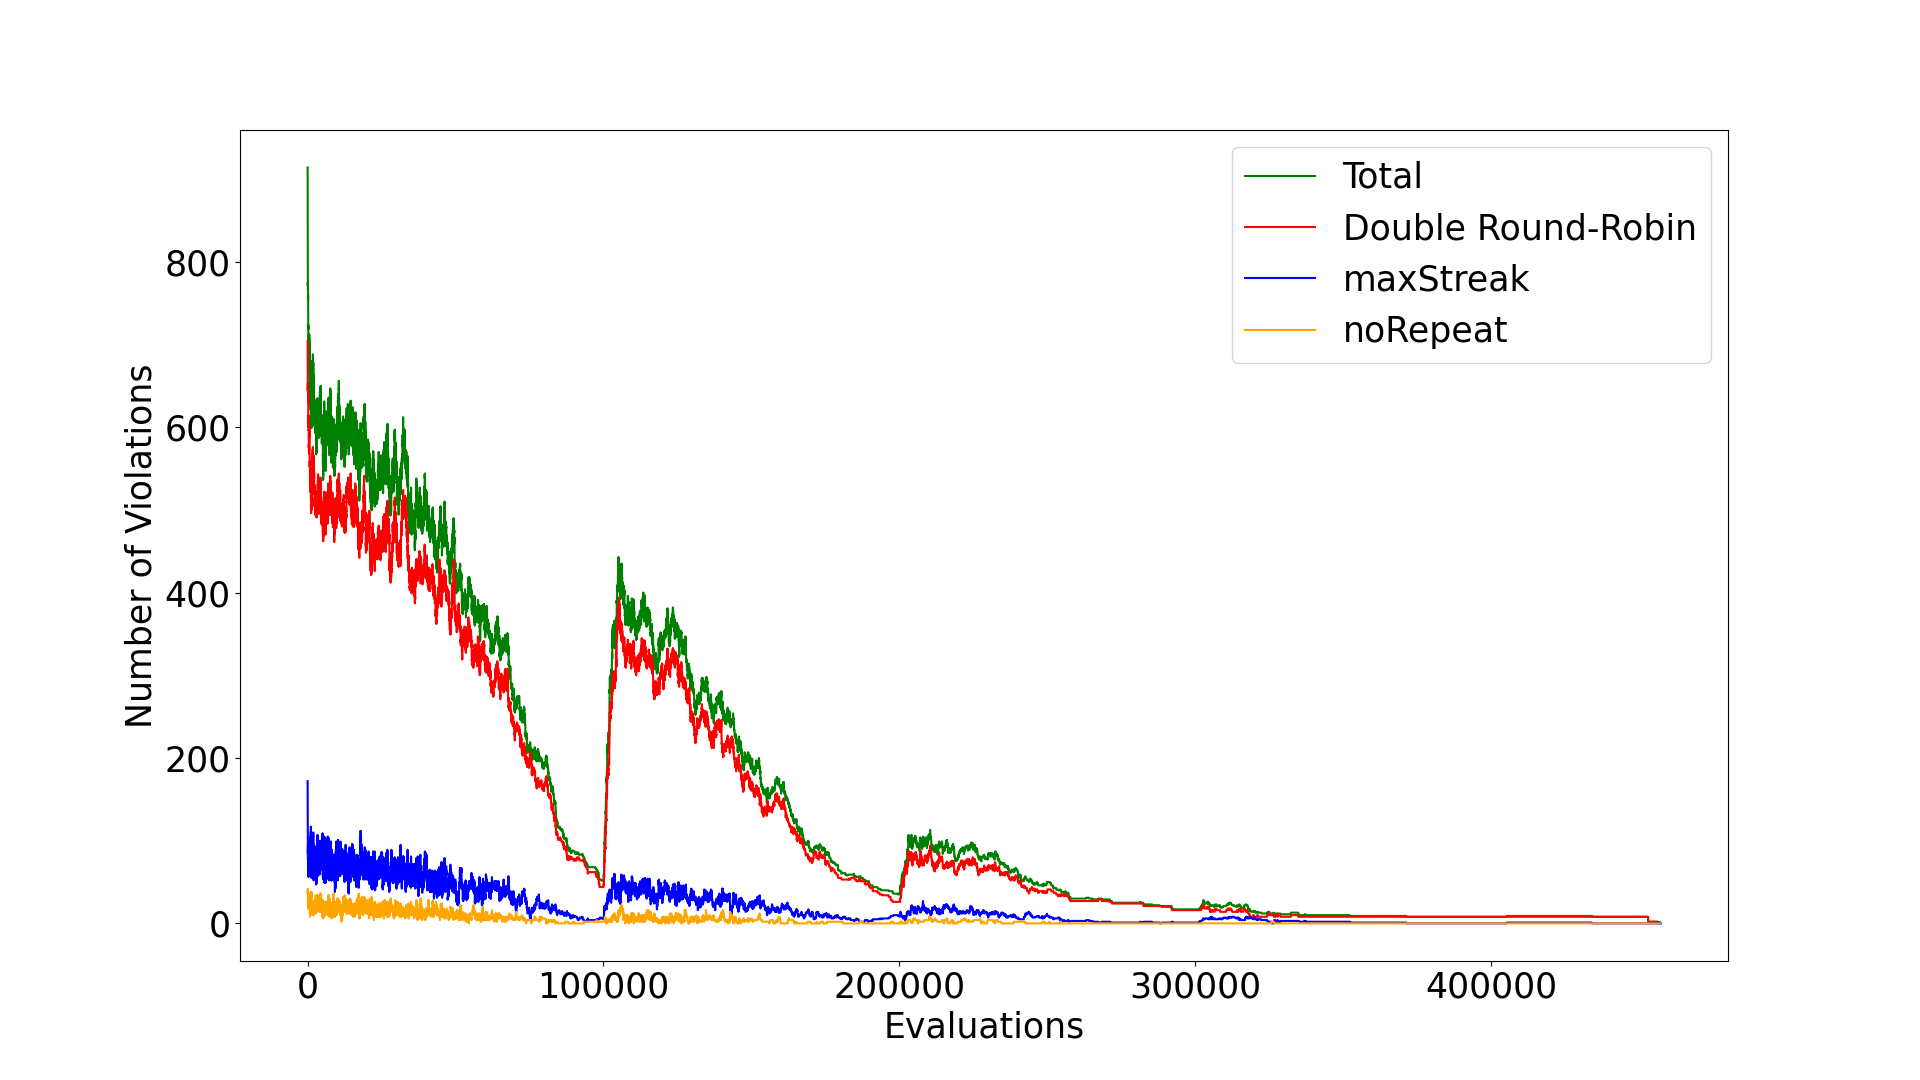 Total
Double Round-Robin
maxStreak
noRepeat
Number of Violations
800
600
400
200
0
0 100000 200000 300000 400000
Evaluations